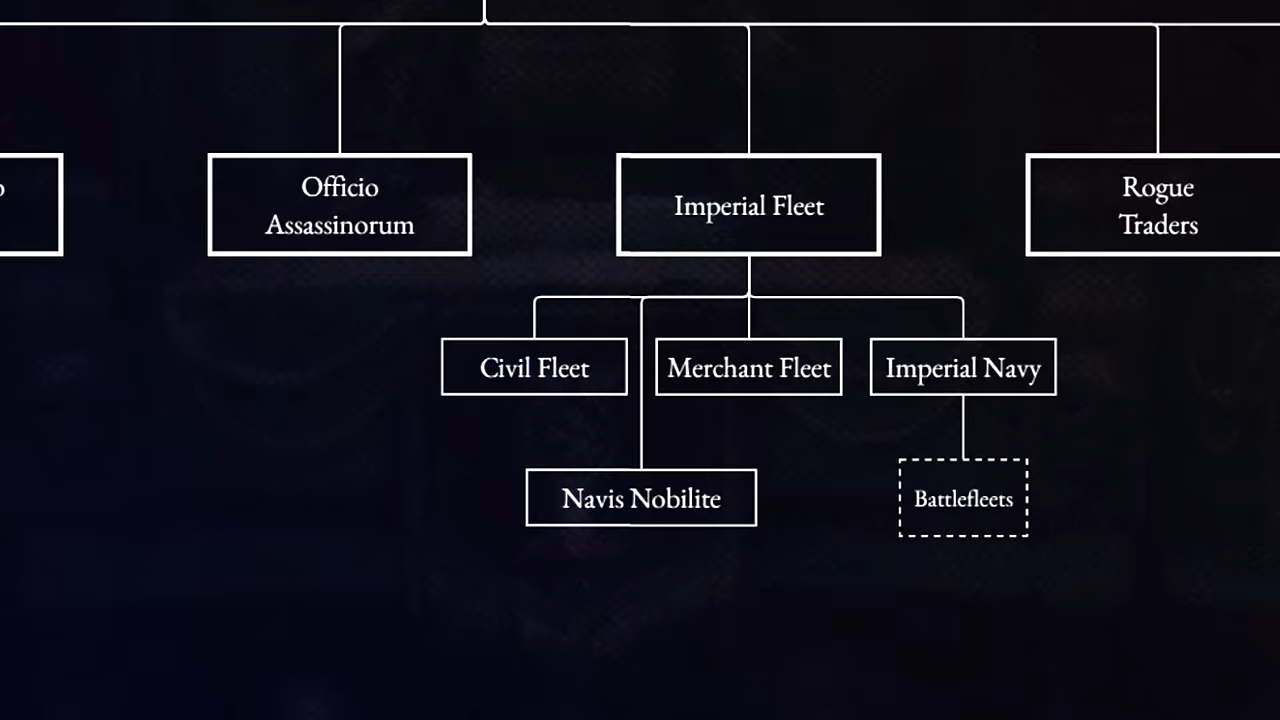 o
Officio
Assassinorum
Imperial Fleet
Rogue
Traders
Civil Fleet
Merchant Fleet
Imperial Navy
Navis Nobilite
Battlefleets